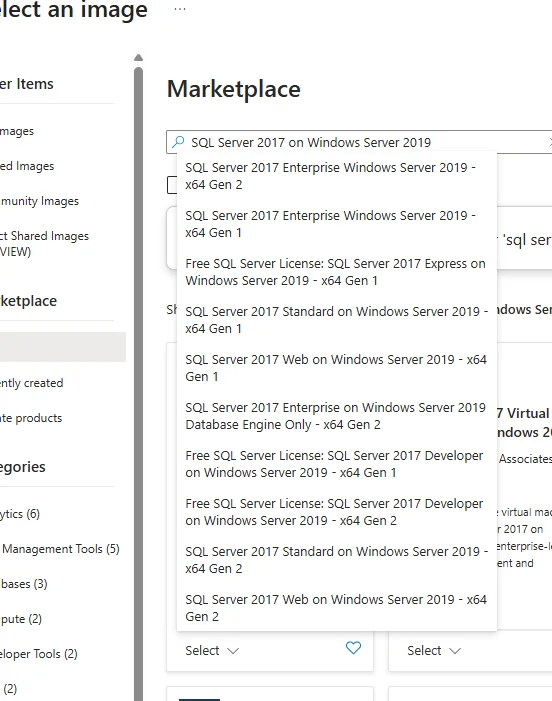 elect an image ...
er Items
mages
ed Images
munity Images
ct Shared Images
VIEW)
ketplace
ently created
ate products
egories
ytics (6)
Management Tools (5)
bases (3)
pute (2)
eloper Tools (2)
(2)
Marketplace
SQL Server 2017 on Windows Server 2019
SQL Server 2017 Enterprise Windows Server 2019 -
x64 Gen 2
SQL Server 2017 Enterprise Windows Server 2019 -
x64 Gen 1
Free SQL Server License: SQL Server 2017 Express on
Windows Server 2019 - x64 Gen 1
SQL Server 2017 Standard on Windows Server 2019 -
x64 Gen 1
SQL Server 2017 Web on Windows Server 2019 - x64
Gen 1
SQL Server 2017 Enterprise on Windows Server 2019
Database Engine Only - x64 Gen 2
Free SQL Server License: SQL Server 2017 Developer
on Windows Server 2019 - x64 Gen 1
Free SQL Server License: SQL Server 2017 Developer
on Windows Server 2019 - x64 Gen 2
SQL Server 2017 Standard on Windows Server 2019 -
x64 Gen 2
SQL Server 2017 Web on Windows Server 2019 - x64
Gen 2
'sql ser
Sh
ndows Ser
7 Virtual
ndows 20
Associates
virtual mac
r 2017 on
enterprise-l
ent and
Select
Select